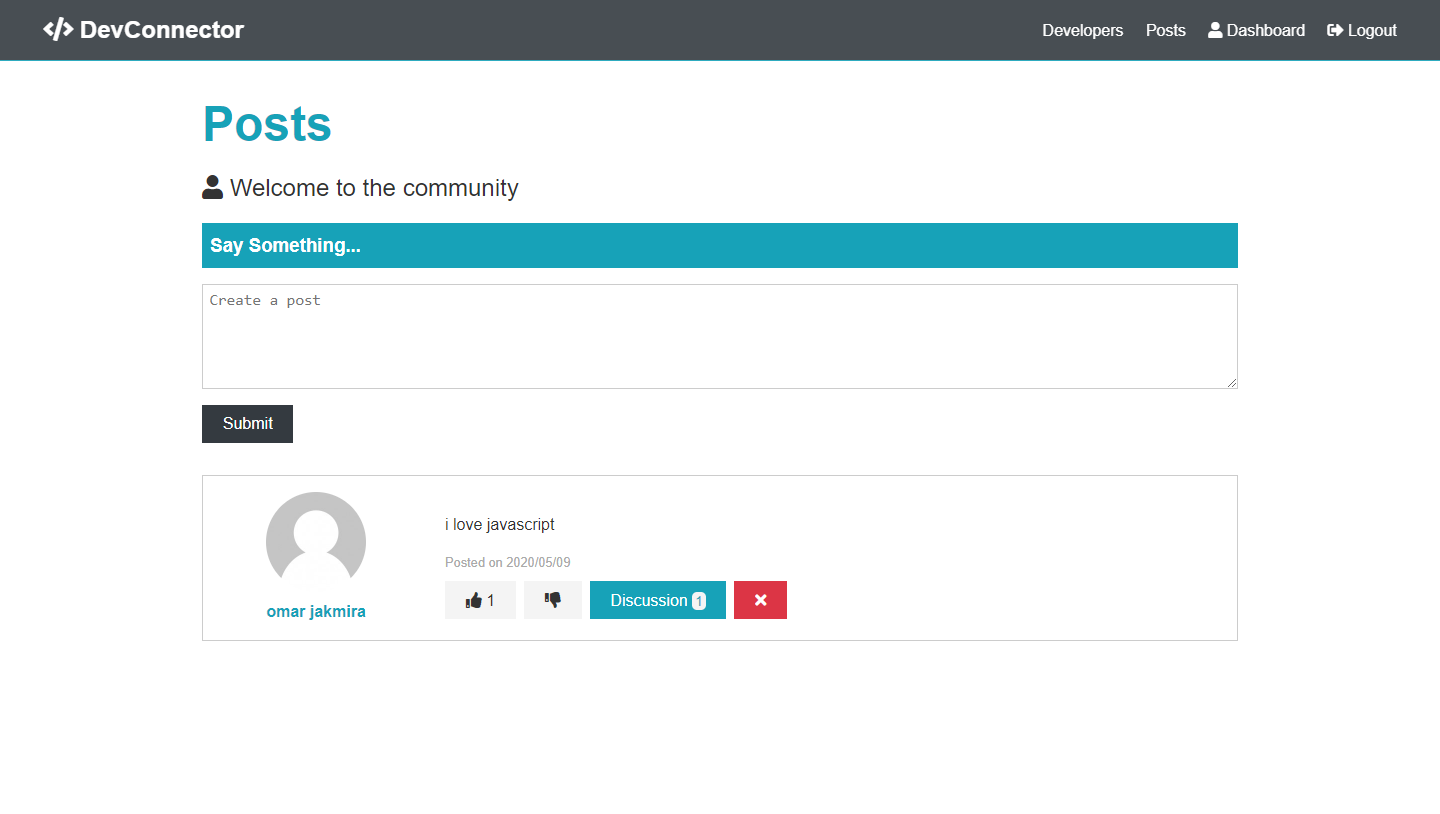 DevConnector
Developers Posts Dashboard Logout
Posts
Welcome to the community
Say Something...
Create a post
Submit
i love javascript
Posted on 2020/05/09
1
Discussion 1
omar jakmira